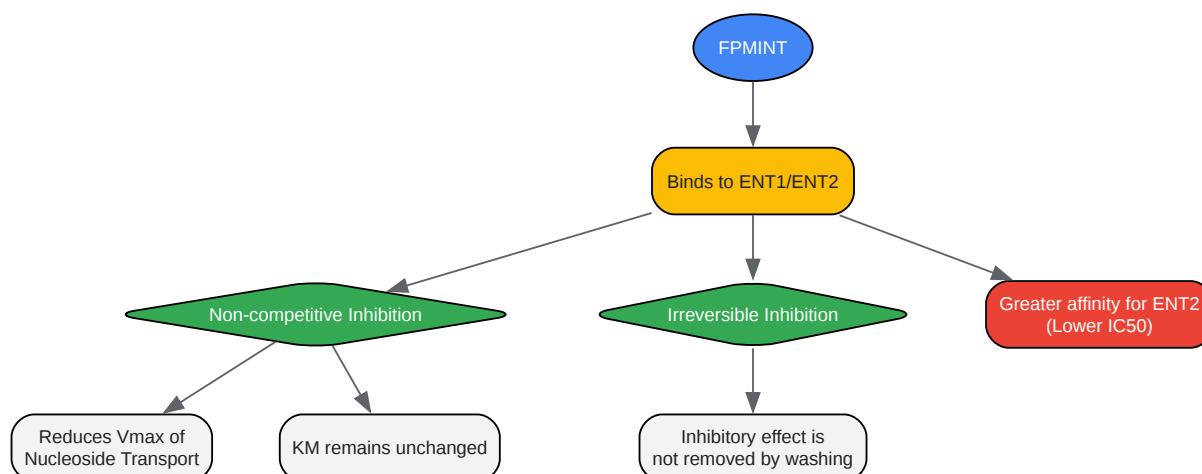 FPMINT
Binds to ENT1/ENT2
Non-competitive Inhibition
Irreversible Inhibition
Greater affinity for ENT2
(Lower IC50)
Reduces Vmax of
Nucleoside Transport
KM remains unchanged
Inhibitory effect is
not removed by washing